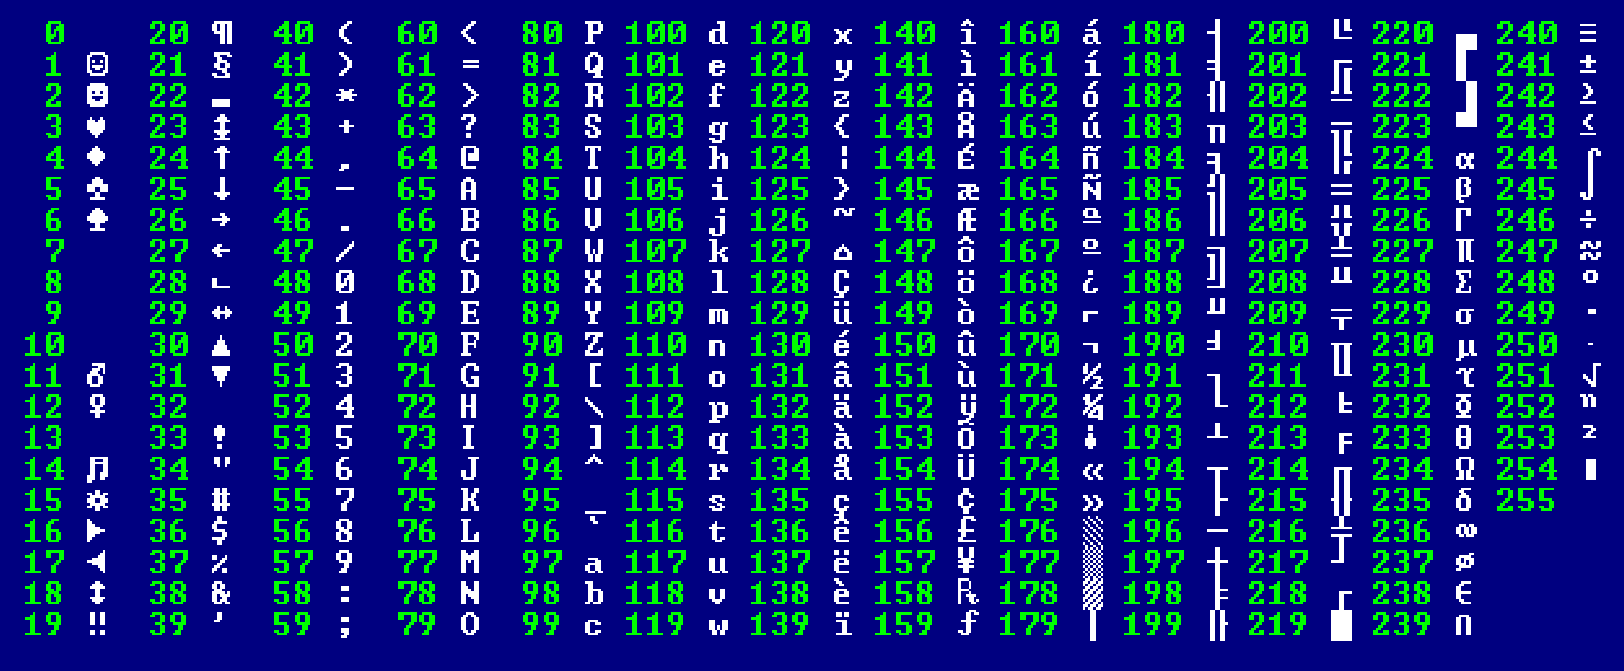 0 20 ¶ 40 ( 60 < 80 P 100 d 120 x 140 î 160 á 180 ┤ 200 ╚ 220 ▄ 240 ≡
1 ☺ 21 § 41 ) 61 = 81 Q 101 e 121 y 141 ì 161 í 181 ╡ 201 ╔ 221 ▌ 241 ±
2 ☻ 22 ▬ 42 * 62 > 82 R 102 f 122 z 142 Ä 162 ó 182 ╢ 202 ╩ 222 ▐ 242 ≥
3 ♥ 23 ↨ 43 + 63 ? 83 S 103 g 123 { 143 Å 163 ú 183 ╖ 203 ╦ 223 ▀ 243 ≤
4 ♦ 24 ↑ 44 , 64 @ 84 T 104 h 124 ¦ 144 É 164 ñ 184 ╕ 204 ╠ 224 α 244 ⌠
5 ♣ 25 ↓ 45 - 65 A 85 U 105 i 125 } 145 æ 165 Ñ 185 ╣ 205 ═ 225 β 245 ⌡
6 ♠ 26 → 46 . 66 B 86 V 106 j 126 ~ 146 Æ 166 ª 186 ║ 206 ╬ 226 Γ 246 ÷
7 27 ← 47 / 67 C 87 W 107 k 127 ⌂ 147 ô 167 º 187 ╗ 207 ╧ 227 Π 247 ≈
8 28 ∟ 48 0 68 D 88 X 108 l 128 Ç 148 ö 168 ¿ 188 ╝ 208 ╨ 228 Σ 248 °
9 29 ↔ 49 1 69 E 89 Y 109 m 129 ü 149 ò 169 ⌐ 189 ╜ 209 ╤ 229 σ 249 ∙
10 30 ▲ 50 2 70 F 90 Z 110 n 130 é 150 û 170 ¬ 190 ╛ 210 ╥ 230 µ 250 ·
11 ♂ 31 ▼ 51 3 71 G 91 [ 111 o 131 â 151 ù 171 ½ 191 ┐ 211 ╙ 231 τ 251 √
12 ♀ 32 52 4 72 H 92 \ 112 p 132 ä 152 ÿ 172 ¼ 192 └ 212 ╘ 232 Φ 252 ⁿ
13 33 ! 53 5 73 I 93 ] 113 q 133 à 153 Ö 173 ¡ 193 ┴ 213 ╒ 233 θ 253 ²
14 ♫ 34 " 54 6 74 J 94 ^ 114 r 134 å 154 Ü 174 « 194 ┬ 214 ╓ 234 Ω 254 ■
15 ☼ 35 # 55 7 75 K 95 _ 115 s 135 ç 155 ¢ 175 » 195 ├ 215 ╫ 235 δ 255
16 ► 36 $ 56 8 76 L 96 ` 116 t 136 ê 156 £ 176 ░ 196 ─ 216 ╪ 236 ∞
17 ◄ 37 % 57 9 77 M 97 a 117 u 137 ë 157 ¥ 177 ▒ 197 ┼ 217 ┘ 237 ø
18 ↕ 38 & 58 : 78 N 98 b 118 v 138 è 158 ℞ 178 ▓ 198 ╞ 218 ┌ 238 ∈
19 ‼ 39 ' 59 ; 79 O 99 c 119 w 139 ï 159 ƒ 179 │ 199 ╟ 219 █ 239 ∩